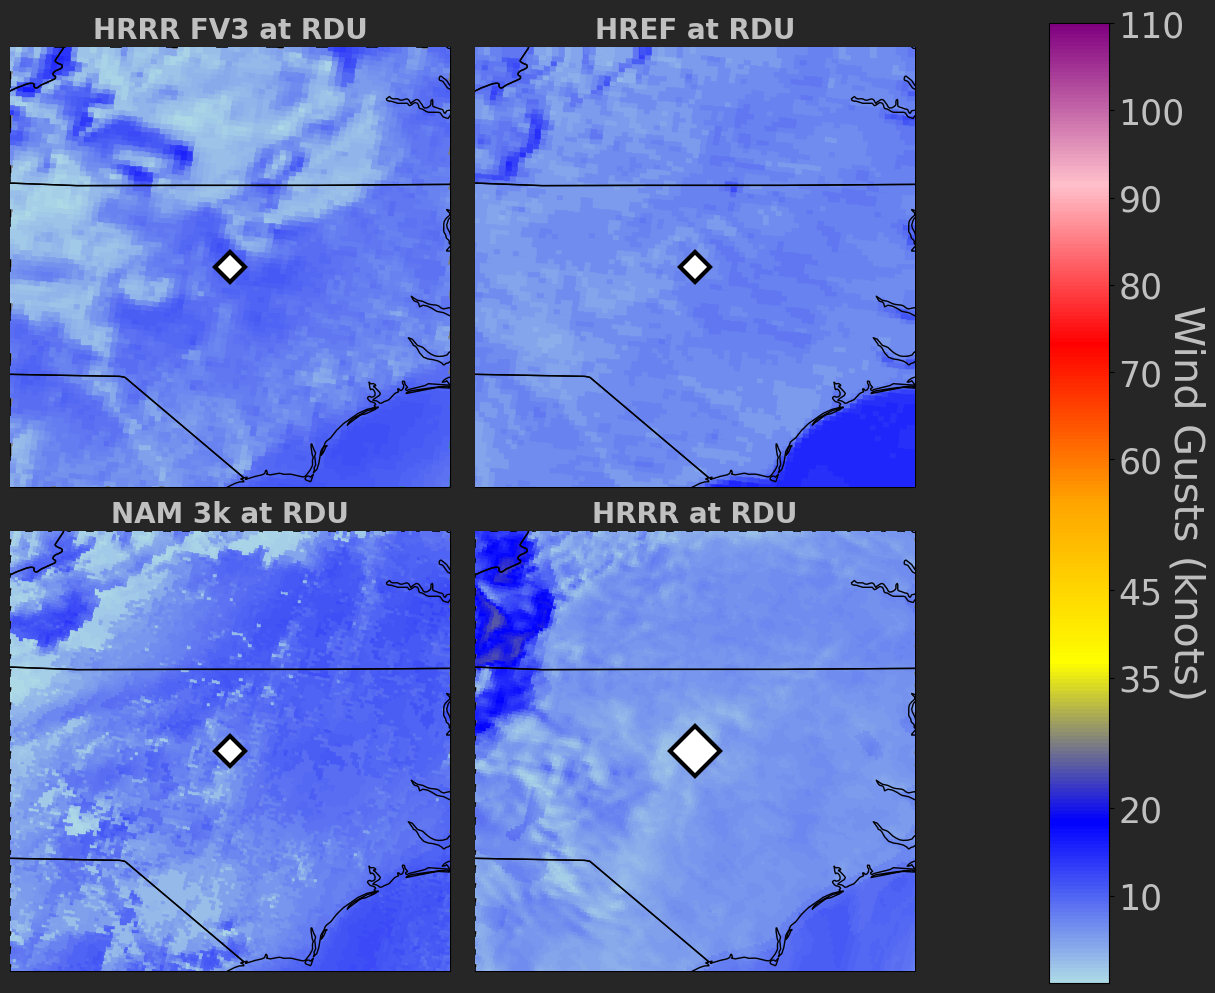 HRRR FV3 at RDU
HREF at RDU
NAM 3k at RDU
HRRR at RDU
110
100
90
80
70
60
45
35
20
10
Wind Gusts (knots)